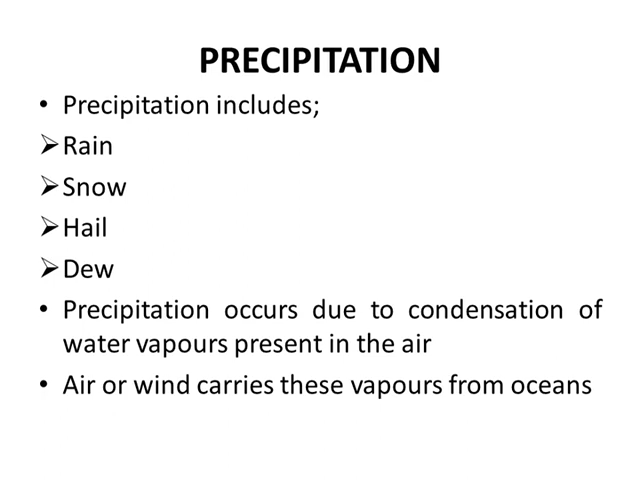 PRECIPITATION
• Precipitation includes;
➢Rain
➢Snow
➢Hail
➢Dew
• Precipitation occurs due to condensation of
water vapours present in the air
• Air or wind carries these vapours from oceans